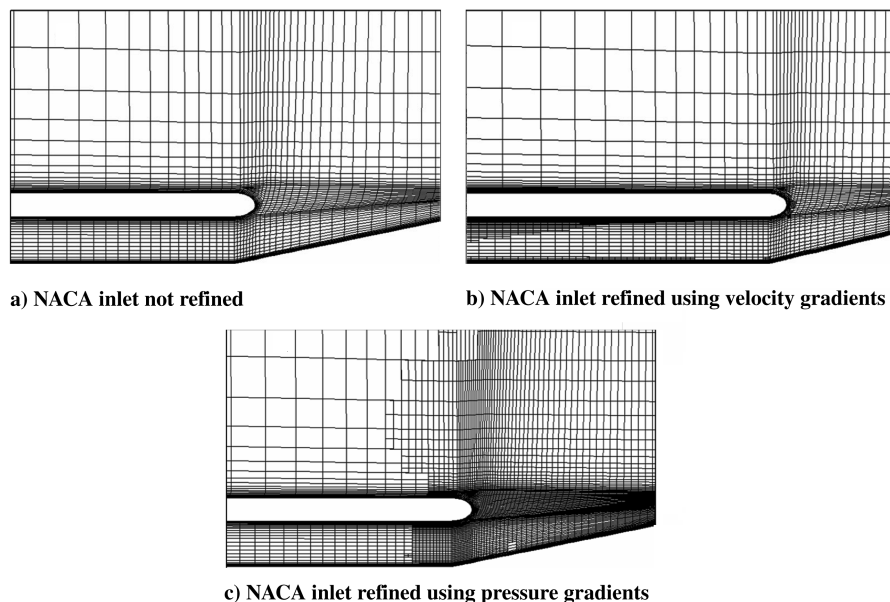 a) NACA inlet not refined
b) NACA inlet refined using velocity gradients
c) NACA inlet refined using pressure gradients